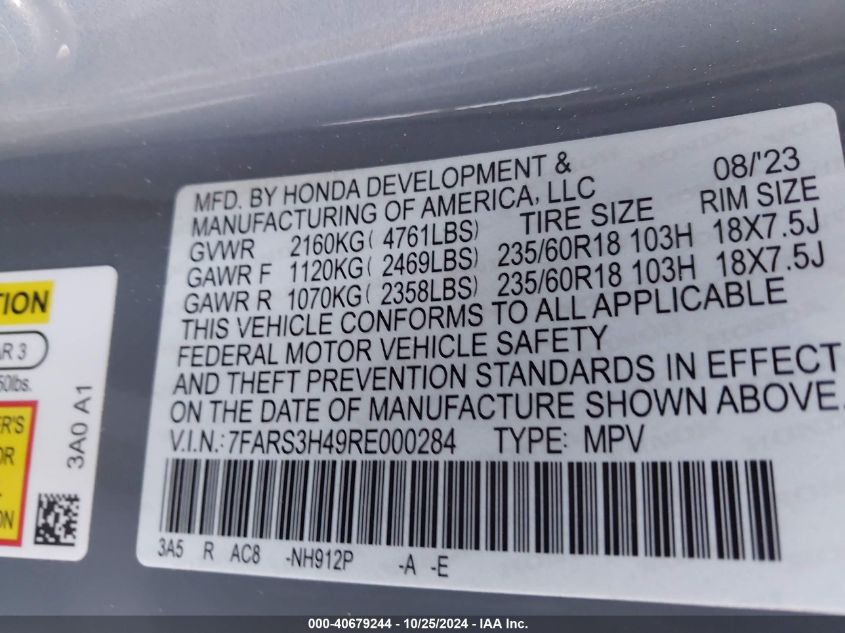 MFD. BY HONDA DEVELOPMENT & 08/'23
MANUFACTURING OF AMERICA, LLC TIRE SIZE RIM SIZE
GVWR 2160KG( 4761LBS)
GAWR F 1120KG( 2469LBS) 235/60R18 103H 18X7.5J
GAWR R 1070KG( 2358LBS) 235/60R18 103H 18X7.5J
THIS VEHICLE CONFORMS TO ALL APPLICABLE
FEDERAL MOTOR VEHICLE SAFETY
AND THEFT PREVENTION STANDARDS IN EFFECT
ON THE DATE OF MANUFACTURE SHOWN ABOVE.
V.I.N.:7FARS3H49RE000284 TYPE: MPV
3A5 R AC8 -NH912P -A -E
3A0 A1
000-40679244 - 10/25/2024 - IAA Inc.